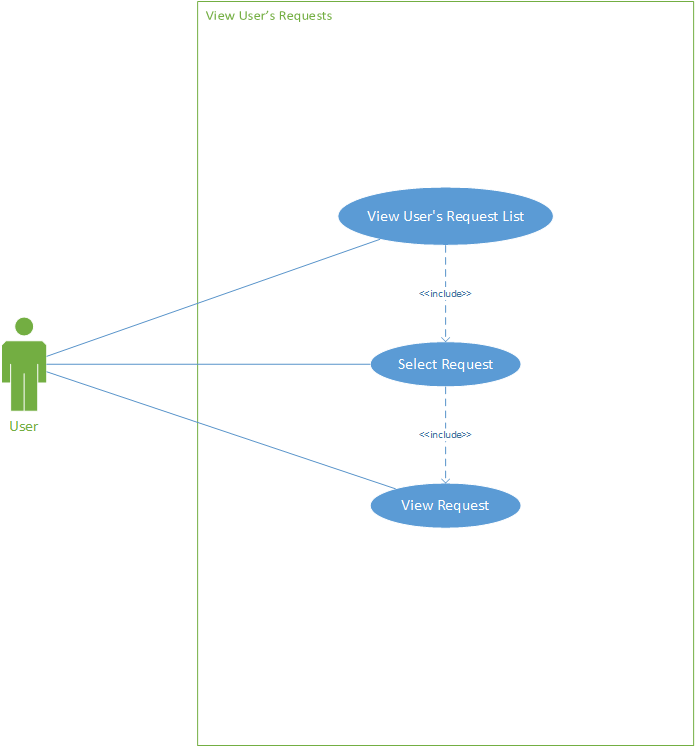 View User’s Requests
View User's Request List
<<include>>
Select Request
<<include>>
View Request
User